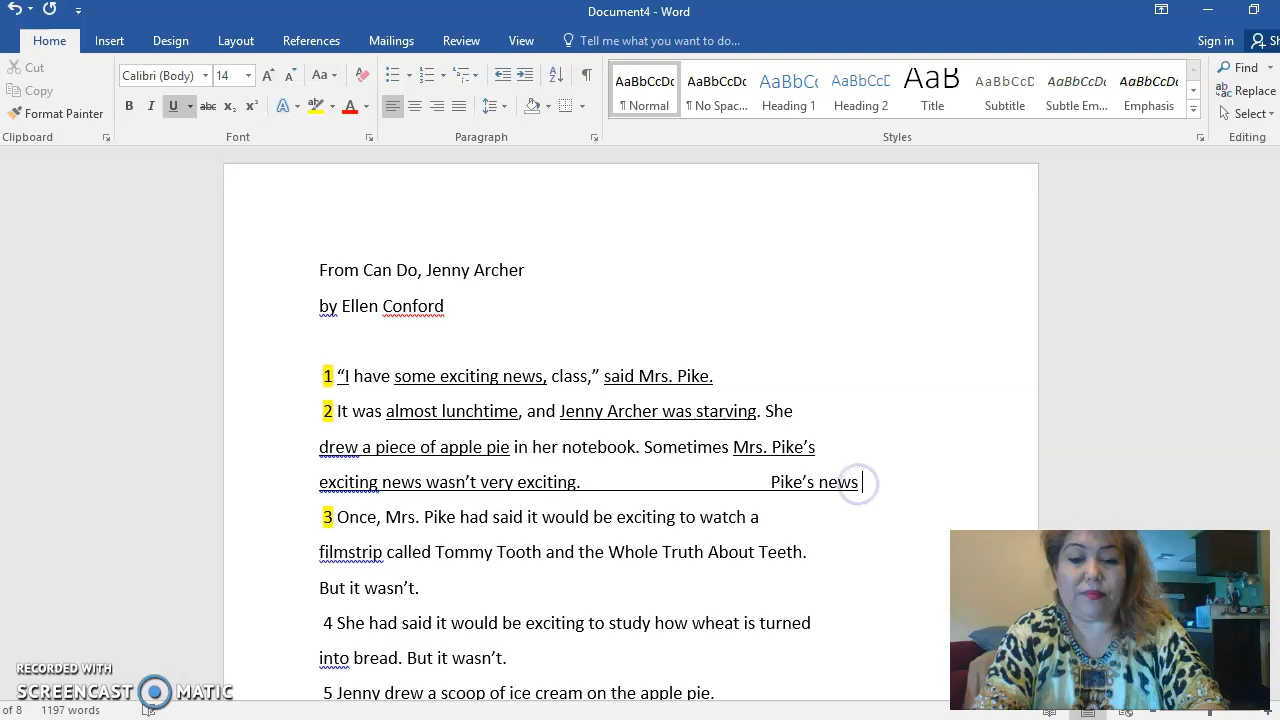 Document4 - Word
Home Insert Design Layout References Mailings Review View Tell me what you want to do... Sign in
Cut
Copy
Format Painter
Clipboard
Calibri (Body) 14
Font
Paragraph
AaBbCcDc AaBbCcDc AaBbCc AaBbCcD AaB AaBbCcD AaBbCcDc AaBbCcDc
¶ Normal ¶ No Spac... Heading 1 Heading 2 Title Subtitle Subtle Em... Emphasis
Styles
Find
Replace
Select
Editing
From Can Do, Jenny Archer
by Ellen Conford
1 “I have some exciting news, class,” said Mrs. Pike.
2 It was almost lunchtime, and Jenny Archer was starving. She
drew a piece of apple pie in her notebook. Sometimes Mrs. Pike’s
exciting news wasn’t very exciting. Pike’s news
3 Once, Mrs. Pike had said it would be exciting to watch a
filmstrip called Tommy Tooth and the Whole Truth About Teeth.
But it wasn’t.
4 She had said it would be exciting to study how wheat is turned
into bread. But it wasn’t.
5 Jenny drew a scoop of ice cream on the apple pie.
RECORDED WITH
SCREENCAST MATIC
of 8 1197 words